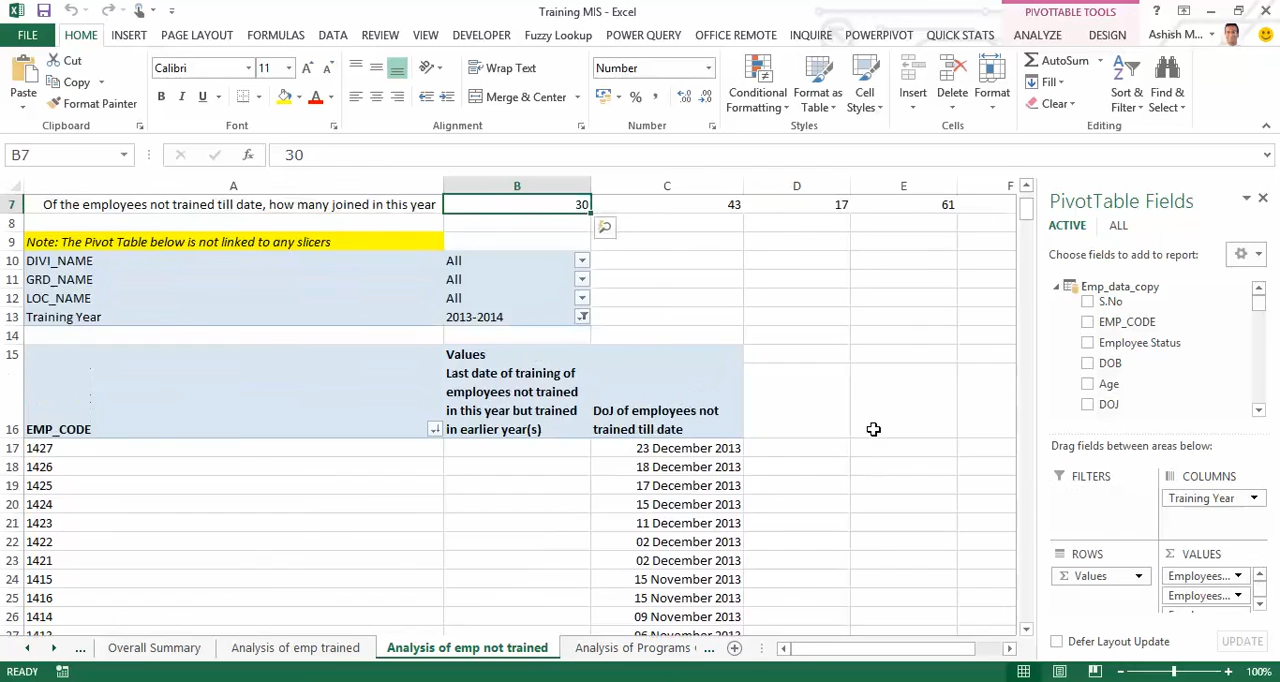 Training MIS - Excel
PIVOTTABLE TOOLS
?
FILE HOME INSERT PAGE LAYOUT FORMULAS DATA REVIEW VIEW DEVELOPER Fuzzy Lookup POWER QUERY OFFICE REMOTE INQUIRE POWERPIVOT QUICK STATS ANALYZE DESIGN Ashish M...
Paste
Cut
Copy
Format Painter
Clipboard
Calibri 11
B I U
Font
Wrap Text
Merge & Center
Alignment
Number
%
Number
Conditional Formatting
Format as Table
Cell Styles
Styles
Insert
Delete
Format
Cells
AutoSum
Fill
Clear
Sort & Filter
Find & Select
Editing
B7 fx 30
A B C D E F
7 Of the employees not trained till date, how many joined in this year 30 43 17 61
8
9 Note: The Pivot Table below is not linked to any slicers
10 DIVI_NAME All
11 GRD_NAME All
12 LOC_NAME All
13 Training Year 2013-2014
14
15 Values
16 EMP_CODE
Last date of training of
employees not trained
in this year but trained
in earlier year(s)
DoJ of employees not
trained till date
17 1427 23 December 2013
18 1426 18 December 2013
19 1425 17 December 2013
20 1424 15 December 2013
21 1423 11 December 2013
22 1422 02 December 2013
23 1421 02 December 2013
24 1415 15 November 2013
25 1416 15 November 2013
26 1414 09 November 2013
27 1413 06 November 2013
PivotTable Fields
ACTIVE ALL
Choose fields to add to report:
Emp_data_copy
S.No
EMP_CODE
Employee Status
DOB
Age
DOJ
Drag fields between areas below:
FILTERS
COLUMNS
Training Year
ROWS
Values
Σ VALUES
Employees...
Employees...
Defer Layout Update
UPDATE
... Overall Summary Analysis of emp trained Analysis of emp not trained Analysis of Programs ...
READY
100%